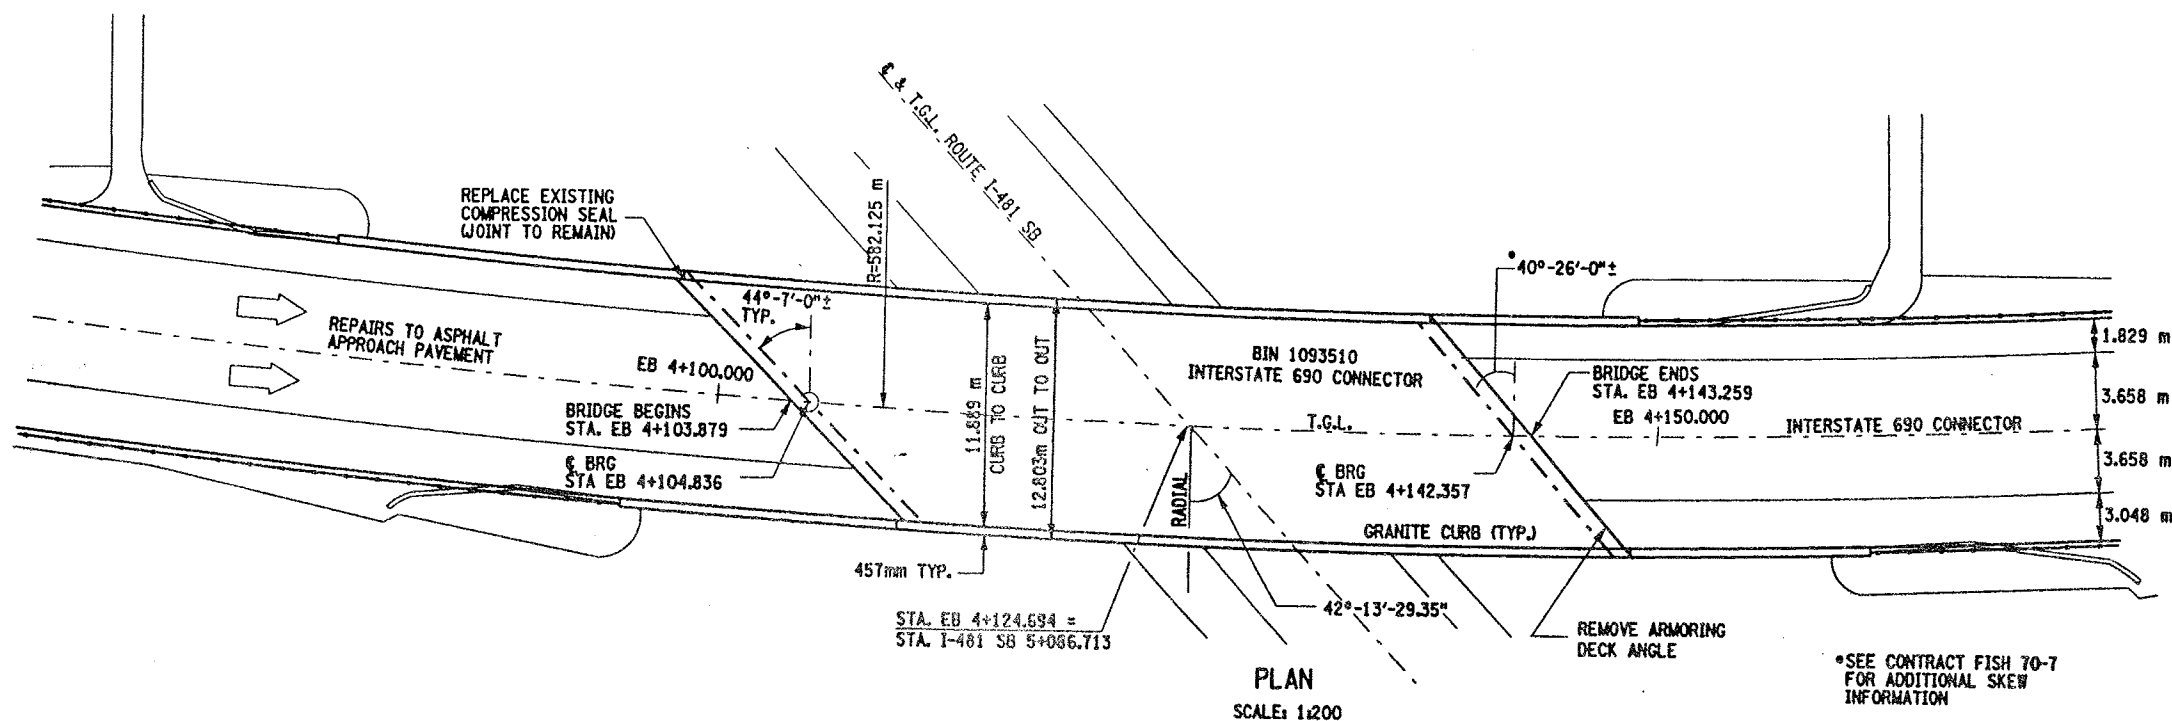 ℄ & T.G.L. ROUTE I-481 SB
REPLACE EXISTING
COMPRESSION SEAL
(JOINT TO REMAIN)
R=582.125 m
44°-7'-0"±
TYP.
*40°-26'-0"±
REPAIRS TO ASPHALT
APPROACH PAVEMENT
EB 4+100.000
BRIDGE BEGINS
STA. EB 4+103.879
℄ BRG
STA EB 4+104.836
11.889 m
CURB TO CURB
12.803m OUT TO OUT
BIN 1093510
INTERSTATE 690 CONNECTOR
T.G.L.
BRIDGE ENDS
STA. EB 4+143.259
EB 4+150.000
INTERSTATE 690 CONNECTOR
1.829 m
3.658 m
3.658 m
3.048 m
℄ BRG
STA EB 4+142.357
RADIAL
GRANITE CURB (TYP.)
457mm TYP.
42°-13'-29.35"
STA. EB 4+124.694 =
STA. I-481 SB 5+086.713
REMOVE ARMORING
DECK ANGLE
PLAN
SCALE: 1:200
*SEE CONTRACT FISH 70-7
FOR ADDITIONAL SKEW
INFORMATION